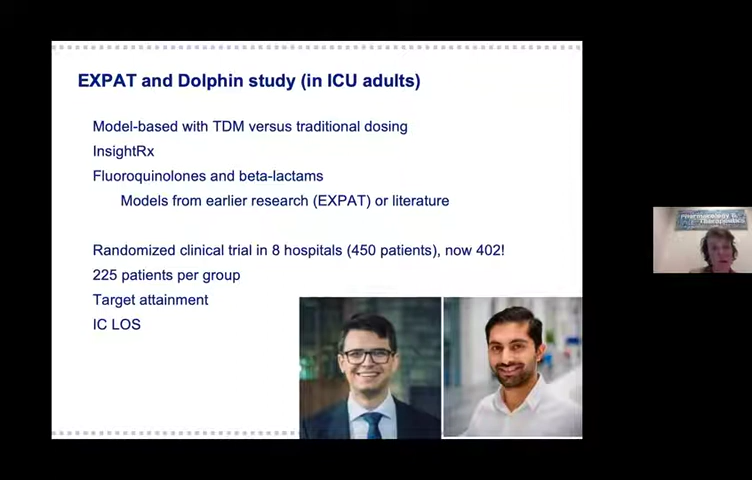 EXPAT and Dolphin study (in ICU adults)
Model-based with TDM versus traditional dosing
InsightRx
Fluoroquinolones and beta-lactams
Models from earlier research (EXPAT) or literature
Randomized clinical trial in 8 hospitals (450 patients), now 402!
225 patients per group
Target attainment
IC LOS
Pharmacology &
Therapeutics